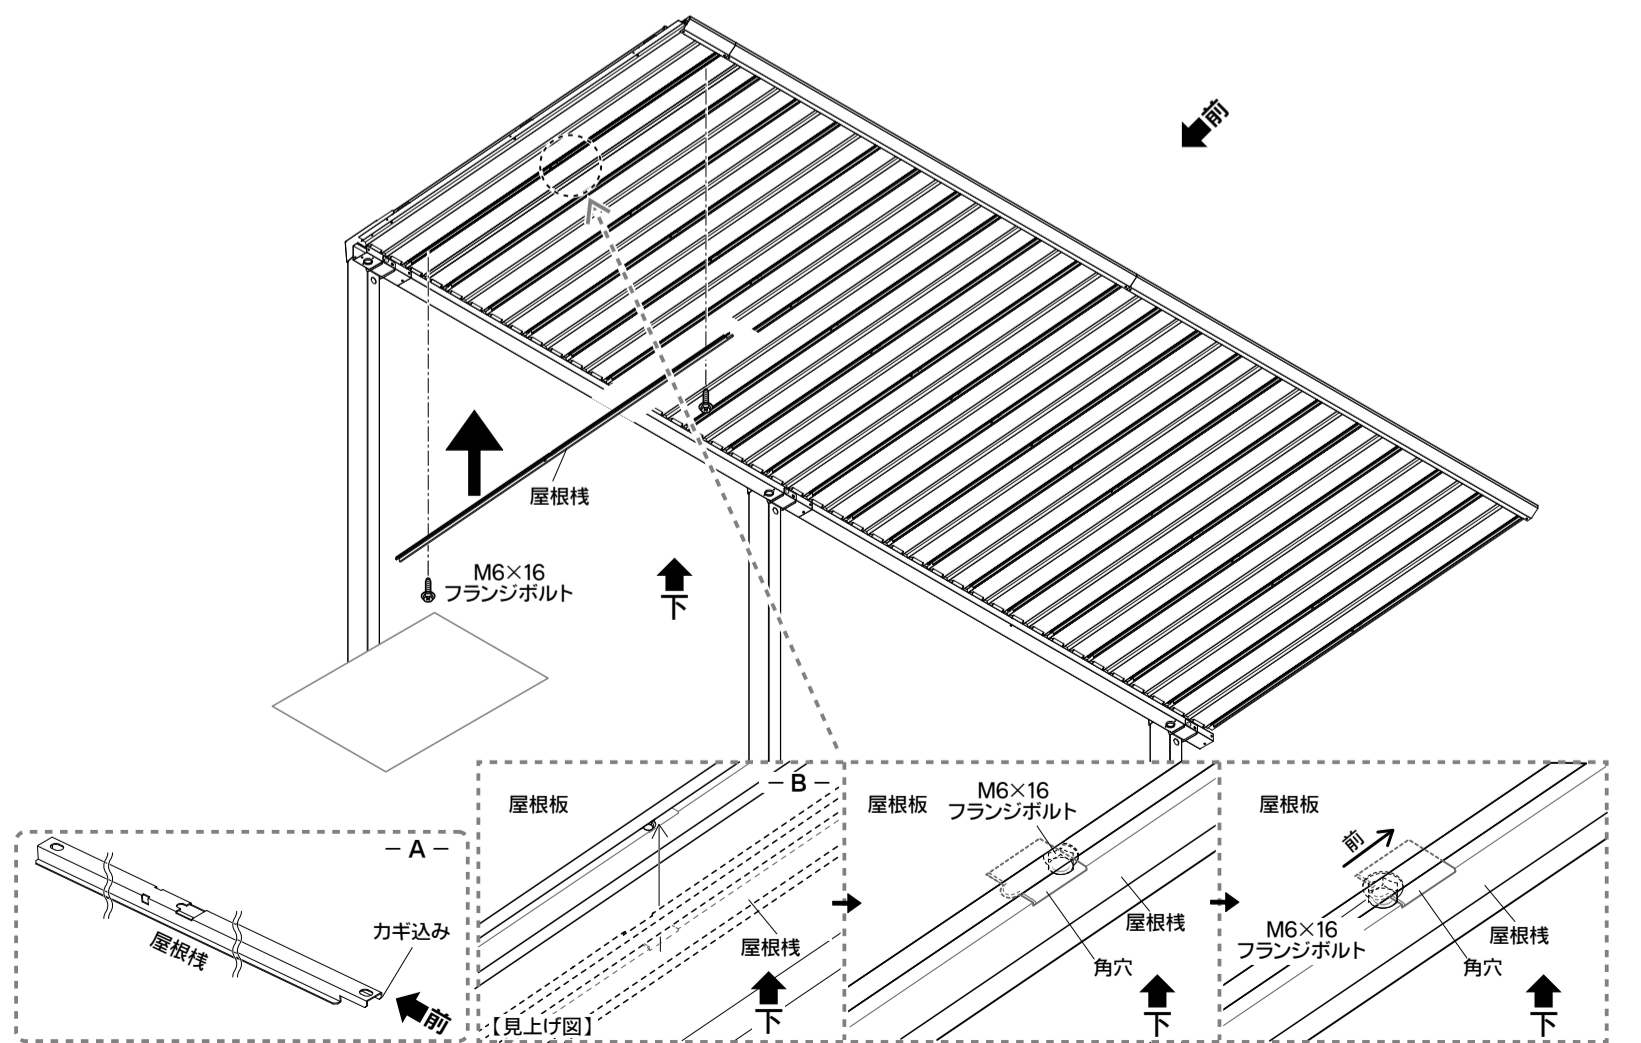 前
屋根桟
M6×16
フランジボルト
下
－A－
屋根桟
カギ込み
前
－B－
屋根板
屋根桟
下
【見上げ図】
屋根板
M6×16
フランジボルト
屋根桟
角穴
下
屋根板
前
M6×16
フランジボルト
屋根桟
角穴
下